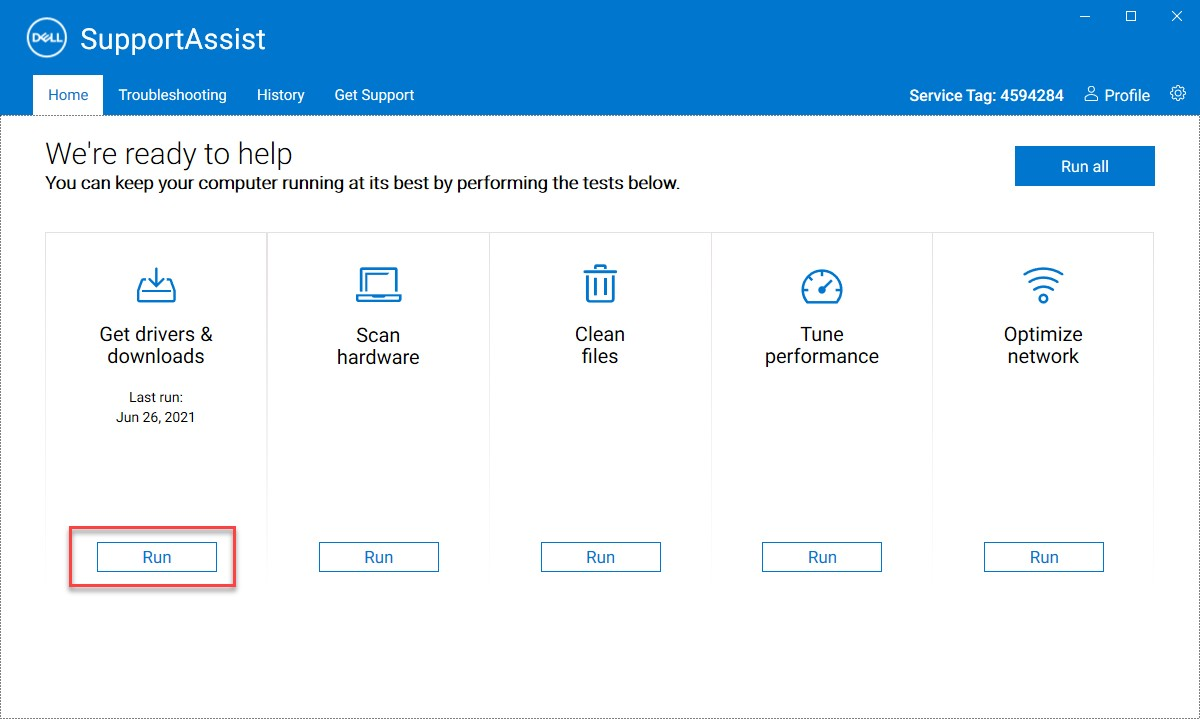 DELL SupportAssist
Home Troubleshooting History Get Support Service Tag: 4594284 Profile
We're ready to help
You can keep your computer running at its best by performing the tests below.
Run all
Get drivers &
downloads
Last run:
Jun 26, 2021
Run
Scan
hardware
Run
Clean
files
Run
Tune
performance
Run
Optimize
network
Run